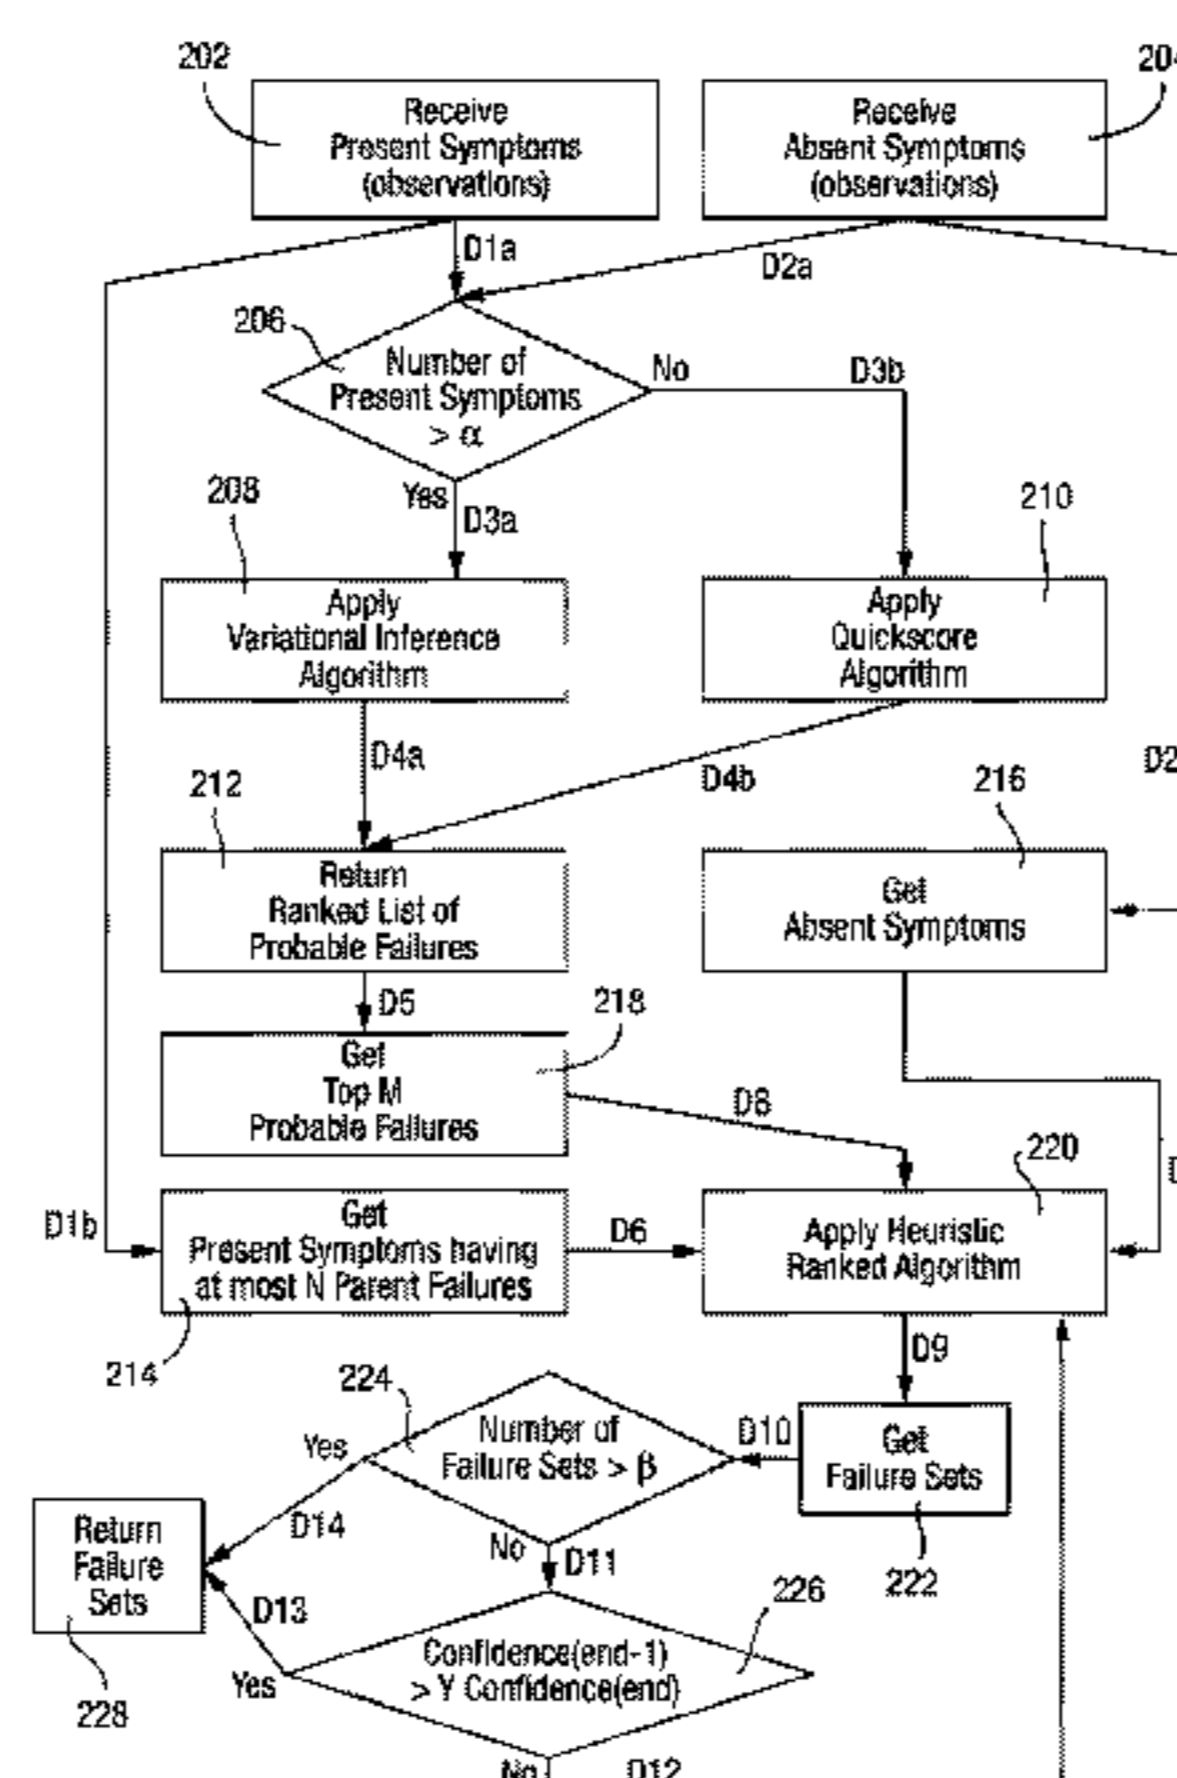 202
204
Receive
Present Symptoms
(observations)
Receive
Absent Symptoms
(observations)
D1a
D2a
206
Number of
Present Symptoms
> α
No
D3b
Yes
D3a
208
210
Apply
Variational Inference
Algorithm
Apply
Quickscore
Algorithm
D4a
D4b
D2
212
216
Return
Ranked List of
Probable Failures
Get
Absent Symptoms
D5
218
Get
Top M
Probable Failures
D8
220
D1b
Get
Present Symptoms having
at most N Parent Failures
D6
Apply Heuristic
Ranked Algorithm
214
D9
224
Number of
Failure Sets > β
D10
Get
Failure Sets
222
Yes
D14
No
D11
Return
Failure
Sets
228
D13
Yes
226
Confidence(end-1)
> Y Confidence(end)
No
D12